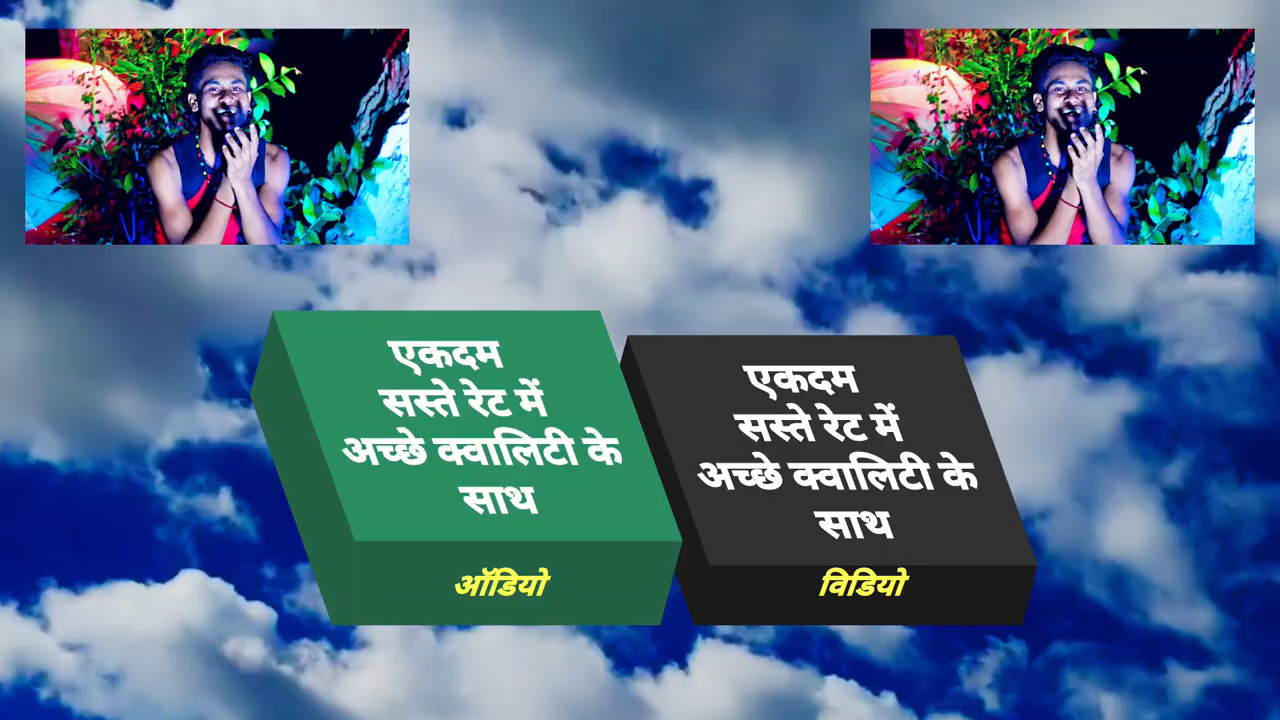 एकदम
सस्ते रेट में
अच्छे क्वालिटी के
साथ
ऑडियो
एकदम
सस्ते रेट में
अच्छे क्वालिटी के
साथ
विडियो